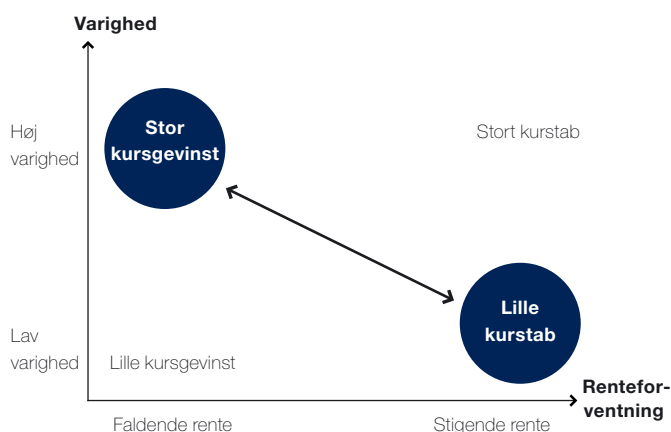 Varighed
Høj
varighed
Stor
kursgevinst
Stort kurstab
Lav
varighed
Lille kursgevinst
Lille
kurstab
Rentefor-
ventning
Faldende rente
Stigende rente